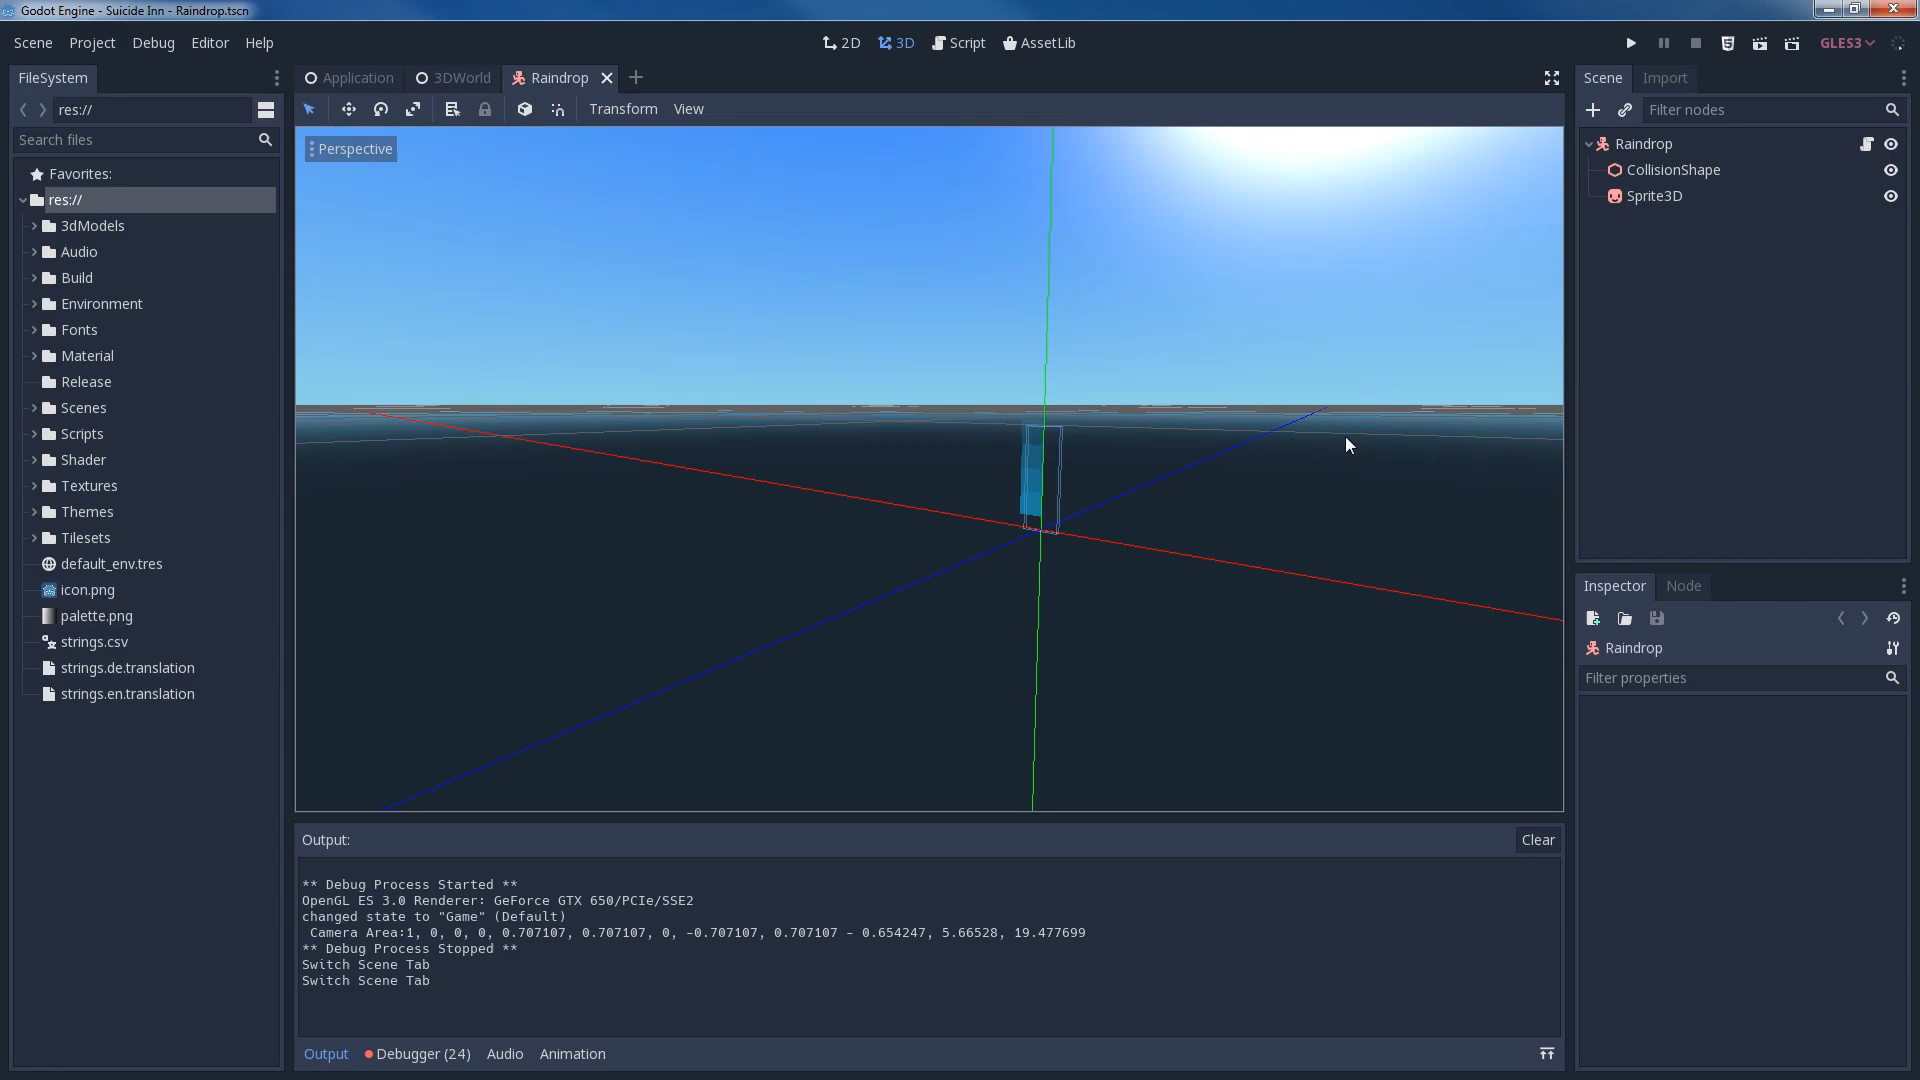 Godot Engine - Suicide Inn - Raindrop.tscn
Scene Project Debug Editor Help
2D 3D Script AssetLib
GLES3
FileSystem
res://
Search files
Favorites:
res://
3dModels
Audio
Build
Environment
Fonts
Material
Release
Scenes
Scripts
Shader
Textures
Themes
Tilesets
default_env.tres
icon.png
palette.png
strings.csv
strings.de.translation
strings.en.translation
Application 3DWorld Raindrop
Transform View
Perspective
Output:
Clear
** Debug Process Started **
OpenGL ES 3.0 Renderer: GeForce GTX 650/PCIe/SSE2
changed state to "Game" (Default)
Camera Area:1, 0, 0, 0, 0.707107, 0.707107, 0, -0.707107, 0.707107 - 0.654247, 5.66528, 19.477699
** Debug Process Stopped **
Switch Scene Tab
Switch Scene Tab
Output Debugger (24) Audio Animation
Scene Import
Filter nodes
Raindrop
CollisionShape
Sprite3D
Inspector Node
Raindrop
Filter properties